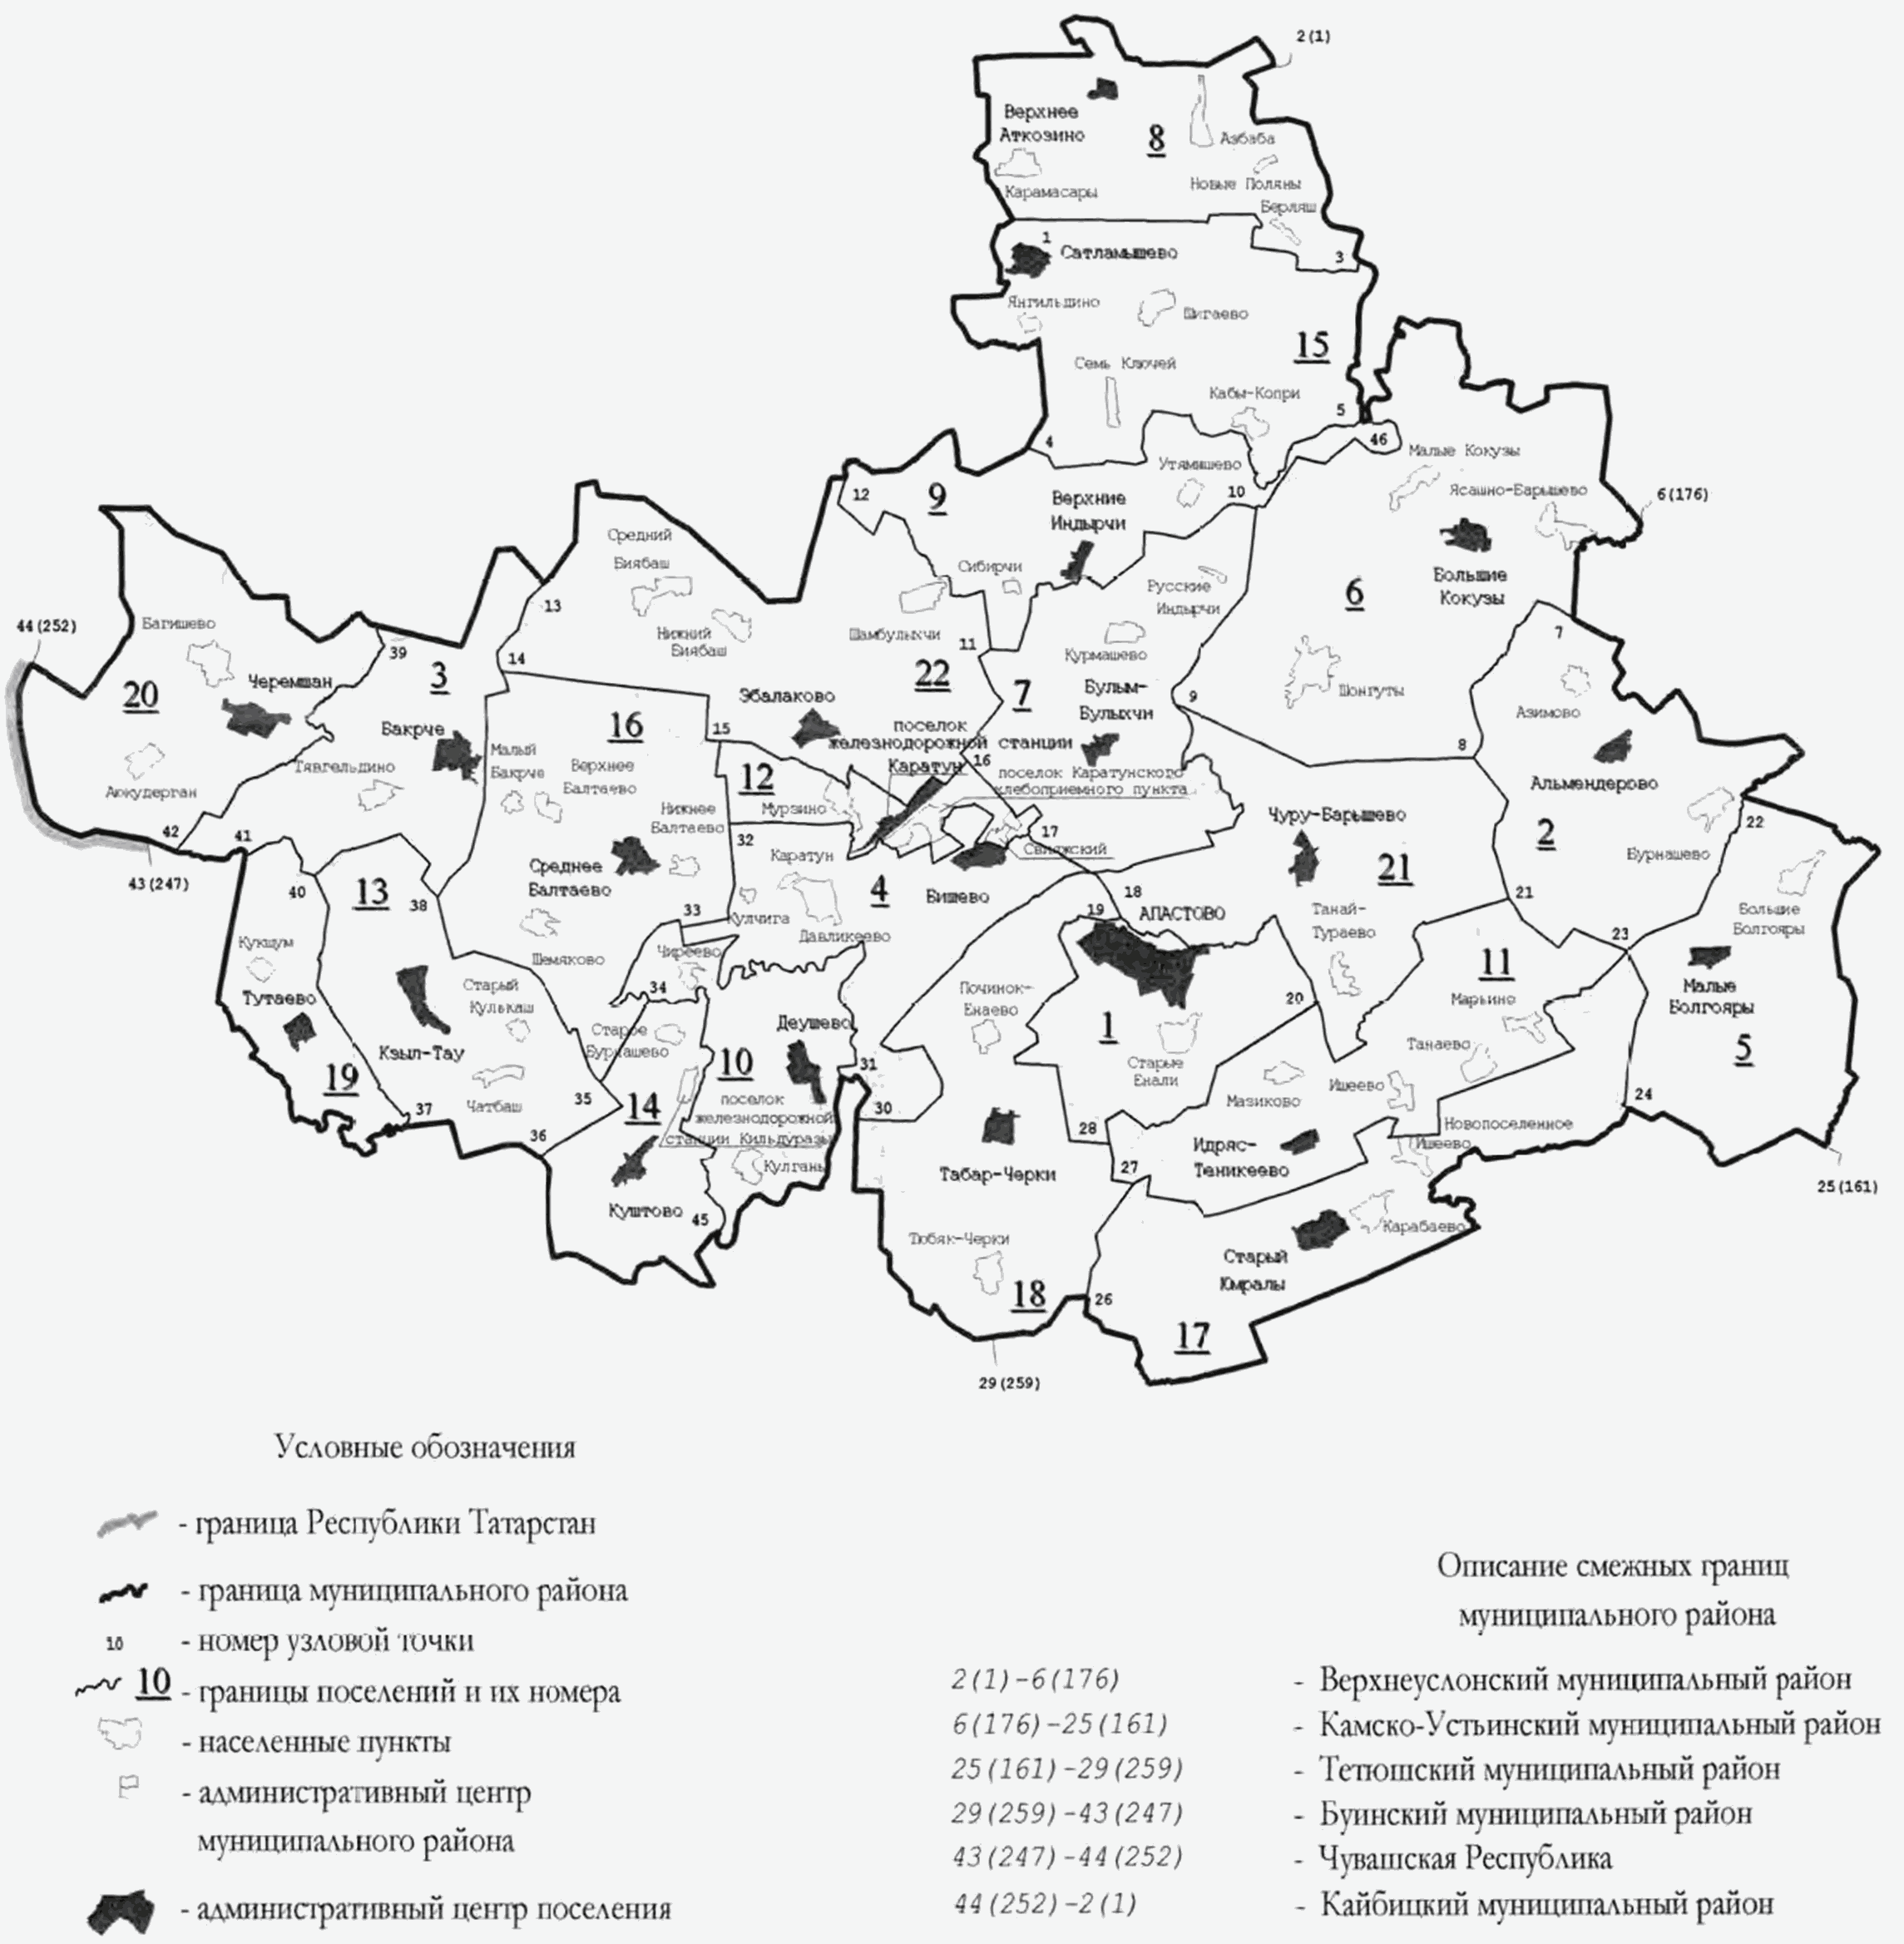 2(1)
Верхнее
Аткозино
8
Азбаба
Карамасары
Новые Поляны
Берляш
1
Сатламышево
3
Янгильдино
Шигаево
15
Семь Ключей
Кабы-Копри
5
4
46
Утямишево
Малые Кокузы
12
9
Верхние
Индырчи
10
Ясашно-Барышево
6(176)
Средний
Биябаш
Сибирчи
Большие
Кокузы
13
Русские
Индырчи
6
44(252)
Багишево
Нижний
Биябаш
Шамбулыхчи
11
7
39
14
3
22
Курмашево
20
Черемшан
Эбалаково
7
Булым-
Булыхчи
9
Шонгуты
Азимово
Бакрче
16
15
поселок
железнодорожной станции
Каратун
16
8
Тявгельдино
Малый
Бакрче
Верхнее
Балтаево
12
Мурзино
поселок Каратунского
хлебоприемного пункта
Альмендерово
Аккудерган
Нижнее
Балтаево
Чуру-Барышево
2
22
42
41
32
17
Свияжский
Бурнашево
43(247)
40
13
38
Среднее
Балтаево
Каратун
4
Бишево
21
33
Кулчига
18
19
АПАСТОВО
21
Танай-
Тураево
Большие
Болгояры
Кукшум
Шемяково
Чиреево
Давликеево
23
11
Тутаево
Старый
Кулькаш
34
Починок-
Енаево
20
Марьино
Малые
Болгояры
Кзыл-Тау
Старое
Бурнашево
Деушево
1
Танаево
5
19
10
31
Старые
Енали
Ишеево
Чатбаш
35
14
поселок
железнодорожной
станции Кильдуразы
30
Мазиково
24
37
36
28
Новопоселенное
Ишеево
Идряс-
Теникеево
Кулгань
Табар-Черки
27
25(161)
Куштово
45
Карабаево
Тюбяк-Черки
Старый
Юмралы
18
26
17
29(259)
Условные обозначения
- граница Республики Татарстан
- граница муниципального района
10 - номер узловой точки
10 - границы поселений и их номера
- населенные пункты
- административный центр
муниципального района
- административный центр поселения
Описание смежных границ
муниципального района
2(1)-6(176) - Верхнеуслонский муниципальный район
6(176)-25(161) - Камско-Устьинский муниципальный район
25(161)-29(259) - Тетюшский муниципальный район
29(259)-43(247) - Буинский муниципальный район
43(247)-44(252) - Чувашская Республика
44(252)-2(1) - Кайбицкий муниципальный район